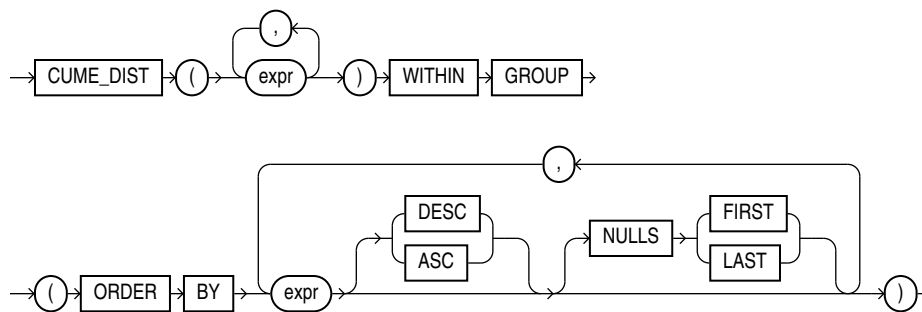 ,
CUME_DIST ( expr ) WITHIN GROUP
,
DESC FIRST
NULLS
ASC LAST
( ORDER BY expr )